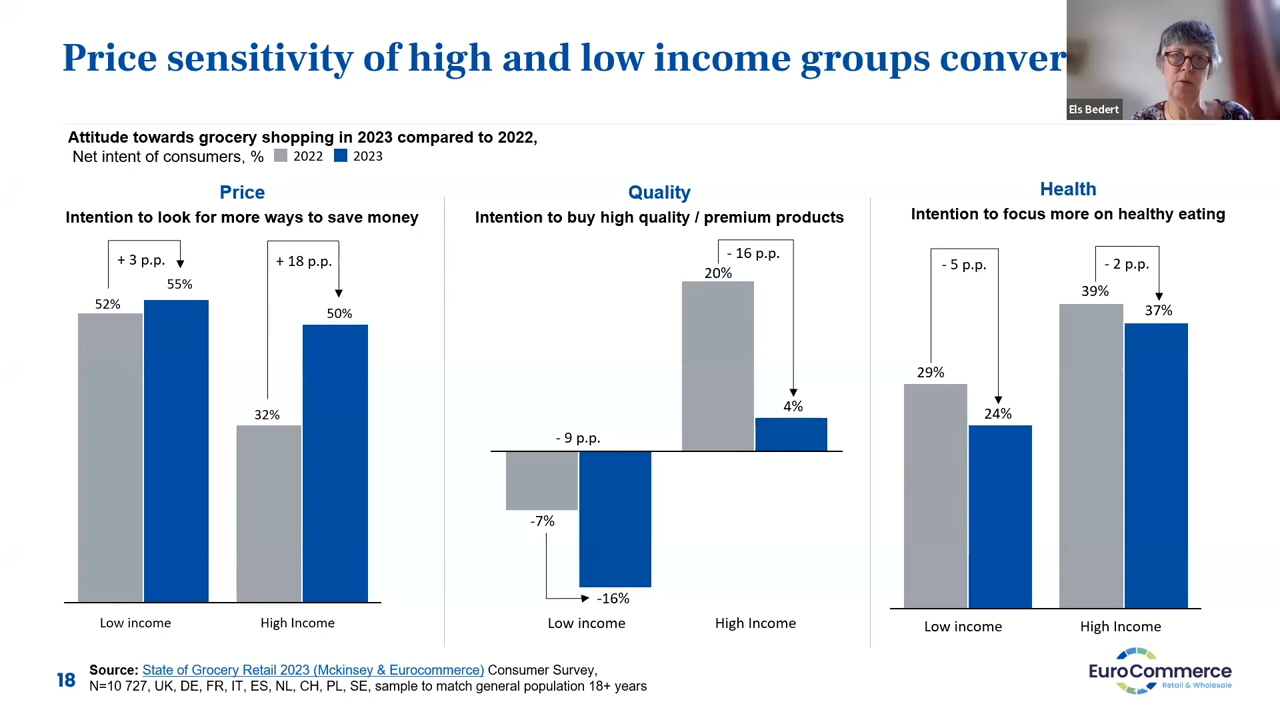 Price sensitivity of high and low income groups conver
Els Bedert
Attitude towards grocery shopping in 2023 compared to 2022,
Net intent of consumers, % 2022 2023
Price
Intention to look for more ways to save money
+ 3 p.p.
+ 18 p.p.
52%
55%
32%
50%
Low income
High Income
Quality
Intention to buy high quality / premium products
- 16 p.p.
20%
4%
- 9 p.p.
-7%
-16%
Low income
High Income
Health
Intention to focus more on healthy eating
- 5 p.p.
- 2 p.p.
29%
24%
39%
37%
Low income
High Income
18
Source: State of Grocery Retail 2023 (Mckinsey & Eurocommerce) Consumer Survey,
N=10 727, UK, DE, FR, IT, ES, NL, CH, PL, SE, sample to match general population 18+ years
EuroCommerce
Retail & Wholesale